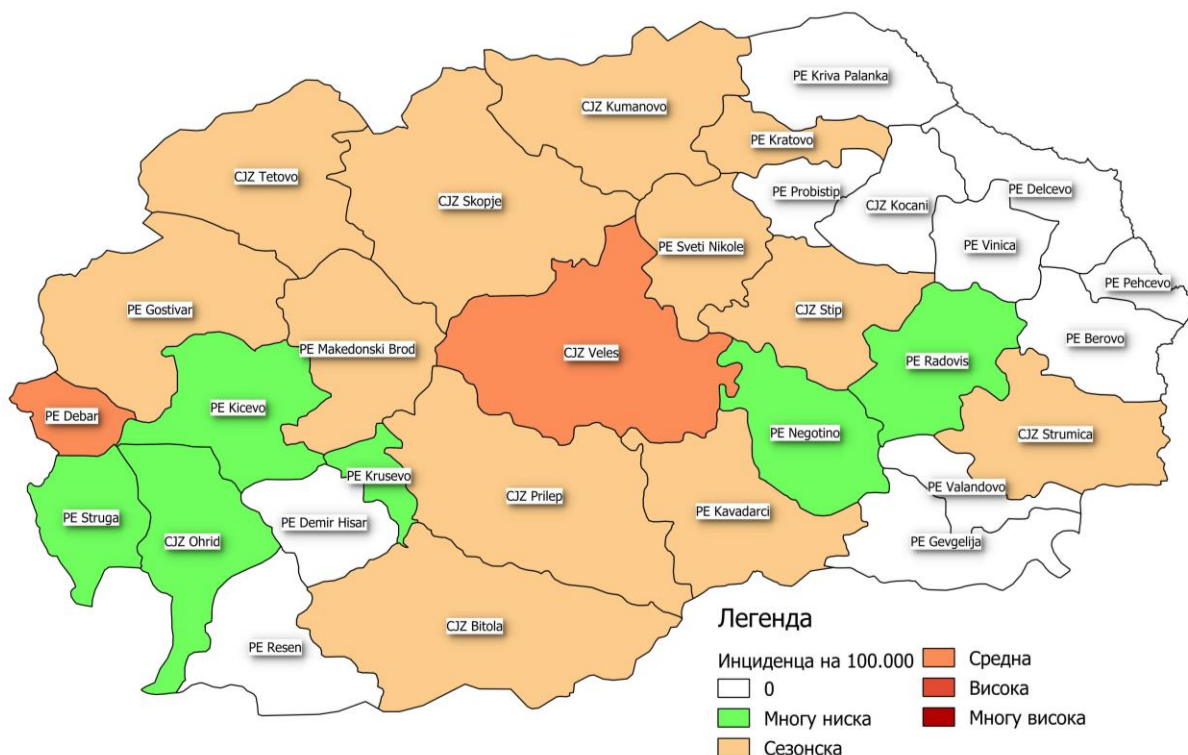 PE Kriva Palanka
CJZ Kumanovo
PE Kratovo
CJZ Tetovo
PE Probistip
PE Delcevo
CJZ Skopje
CJZ Kocani
PE Sveti Nikole
PE Vinica
PE Pehcevo
PE Gostivar
CJZ Stip
PE Berovo
PE Makedonski Brod
CJZ Veles
PE Radovis
PE Debar
PE Kicevo
PE Negotino
CJZ Strumica
PE Krusevo
CJZ Prilep
PE Valandovo
PE Struga
PE Demir Hisar
PE Kavadarci
CJZ Ohrid
PE Gevgelija
CJZ Bitola
PE Resen
Легенда
Инциденца на 100.000
0
Многу ниска
Сезонска
Средна
Висока
Многу висока